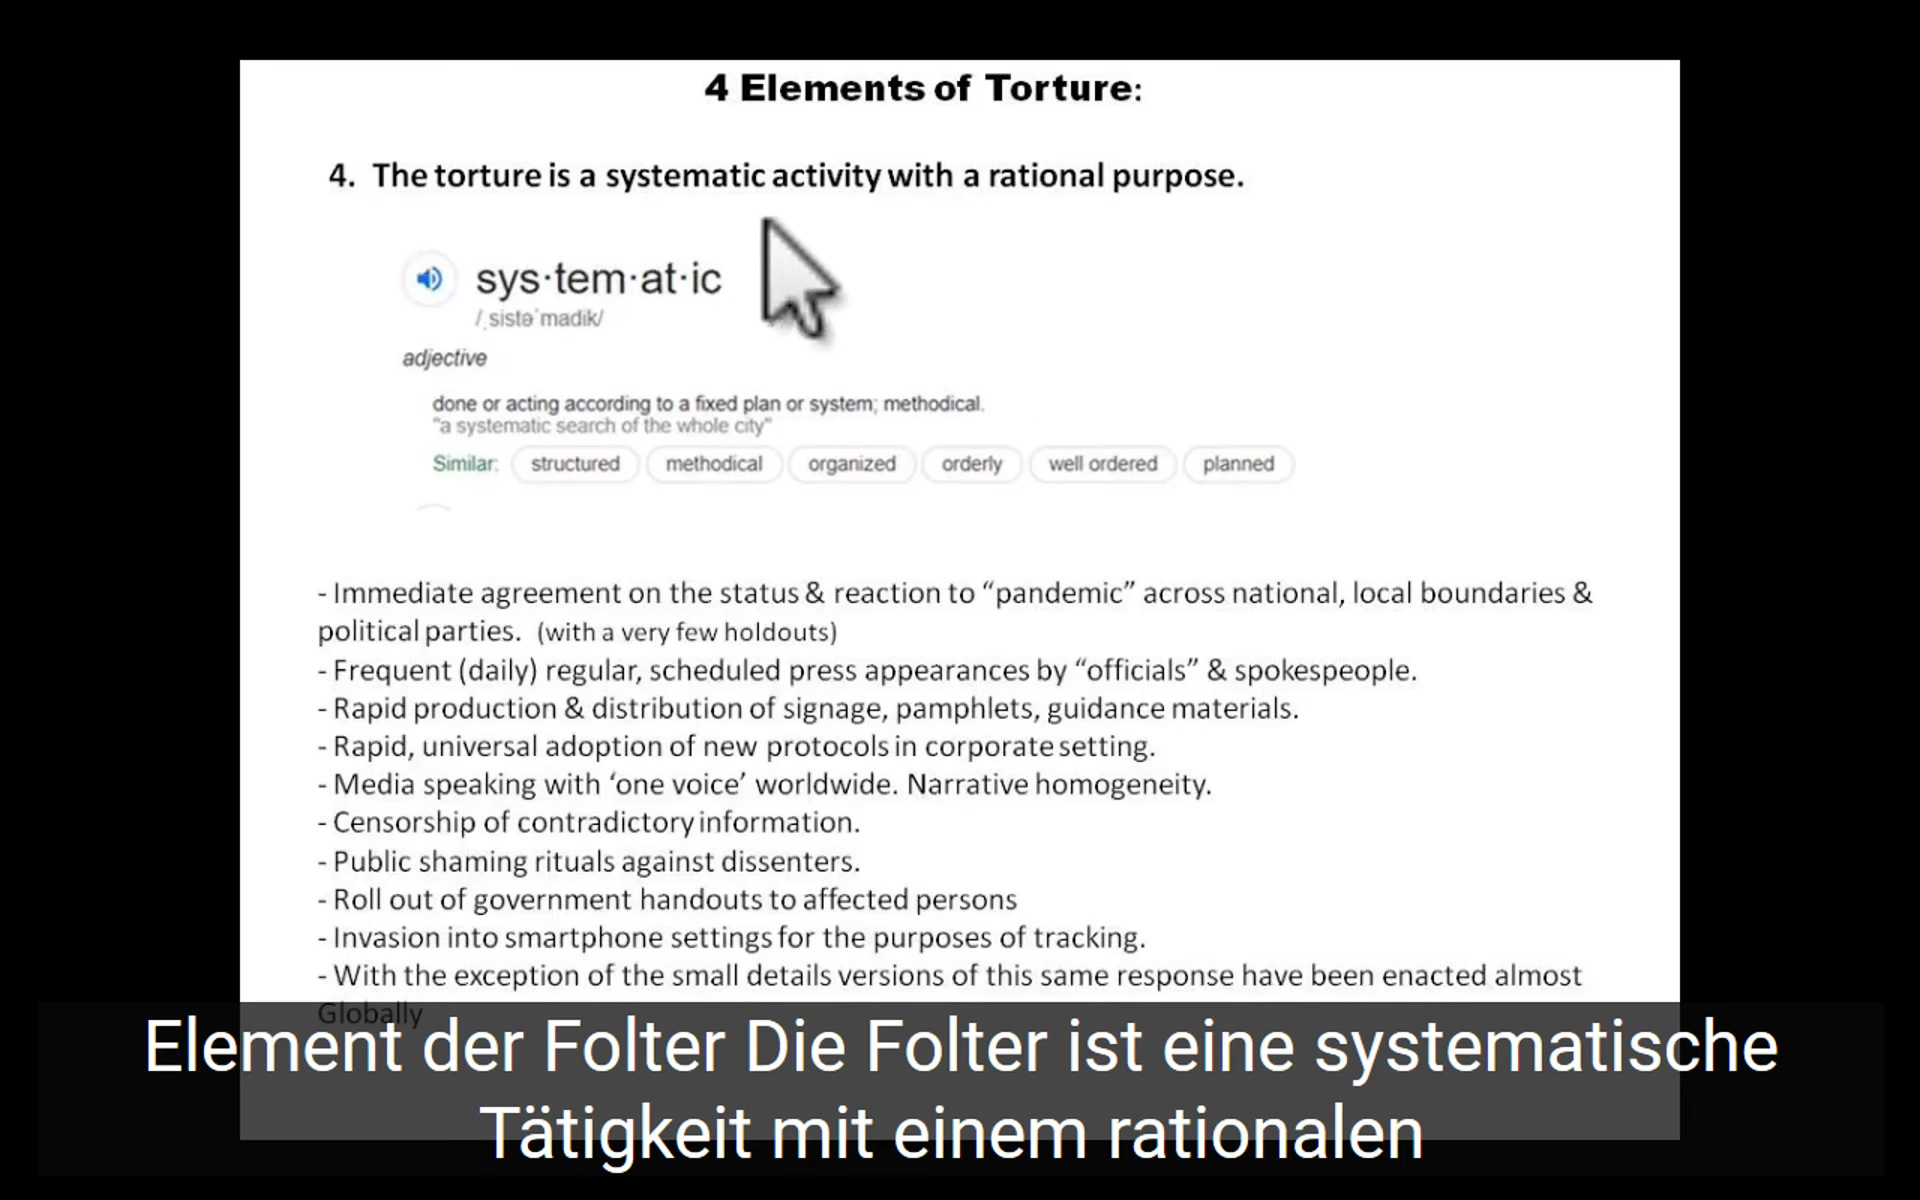 4 Elements of Torture:
4. The torture is a systematic activity with a rational purpose.
sys·tem·at·ic
/ˌsistəˈmadik/
adjective
done or acting according to a fixed plan or system; methodical.
"a systematic search of the whole city"
Similar: structured methodical organized orderly well ordered planned
- Immediate agreement on the status & reaction to “pandemic” across national, local boundaries &
political parties. (with a very few holdouts)
- Frequent (daily) regular, scheduled press appearances by “officials” & spokespeople.
- Rapid production & distribution of signage, pamphlets, guidance materials.
- Rapid, universal adoption of new protocols in corporate setting.
- Media speaking with ‘one voice’ worldwide. Narrative homogeneity.
- Censorship of contradictory information.
- Public shaming rituals against dissenters.
- Roll out of government handouts to affected persons
- Invasion into smartphone settings for the purposes of tracking.
- With the exception of the small details versions of this same response have been enacted almost
Globally
Element der Folter Die Folter ist eine systematische
Tätigkeit mit einem rationalen